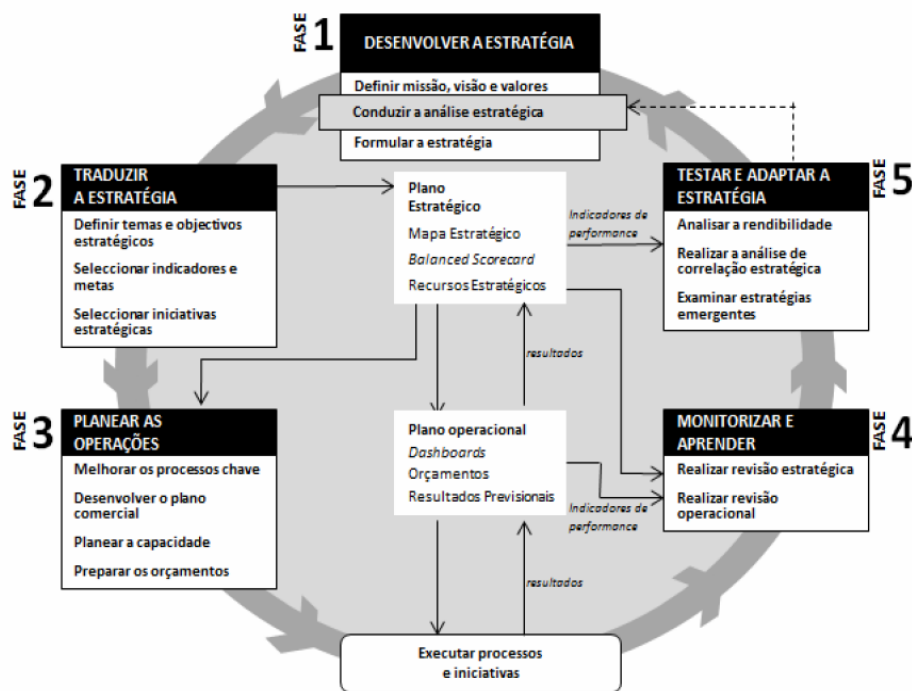 FASE 1
DESENVOLVER A ESTRATÉGIA
Definir missão, visão e valores
Conduzir a análise estratégica
Formular a estratégia
FASE 2
TRADUZIR
A ESTRATÉGIA
Definir temas e objectivos
estratégicos
Seleccionar indicadores e
metas
Seleccionar iniciativas
estratégicas
Plano
Estratégico
Mapa Estratégico
Balanced Scorecard
Recursos Estratégicos
Indicadores de
performance
FASE 5
TESTAR E ADAPTAR A
ESTRATÉGIA
Analisar a rendibilidade
Realizar a análise de
correlação estratégica
Examinar estratégias
emergentes
resultados
FASE 3
PLANEAR AS
OPERAÇÕES
Melhorar os processos chave
Desenvolver o plano
comercial
Planear a capacidade
Preparar os orçamentos
Plano operacional
Dashboards
Orçamentos
Resultados Previsionais
Indicadores de
performance
FASE 4
MONITORIZAR E
APRENDER
Realizar revisão estratégica
Realizar revisão
operacional
resultados
Executar processos
e iniciativas